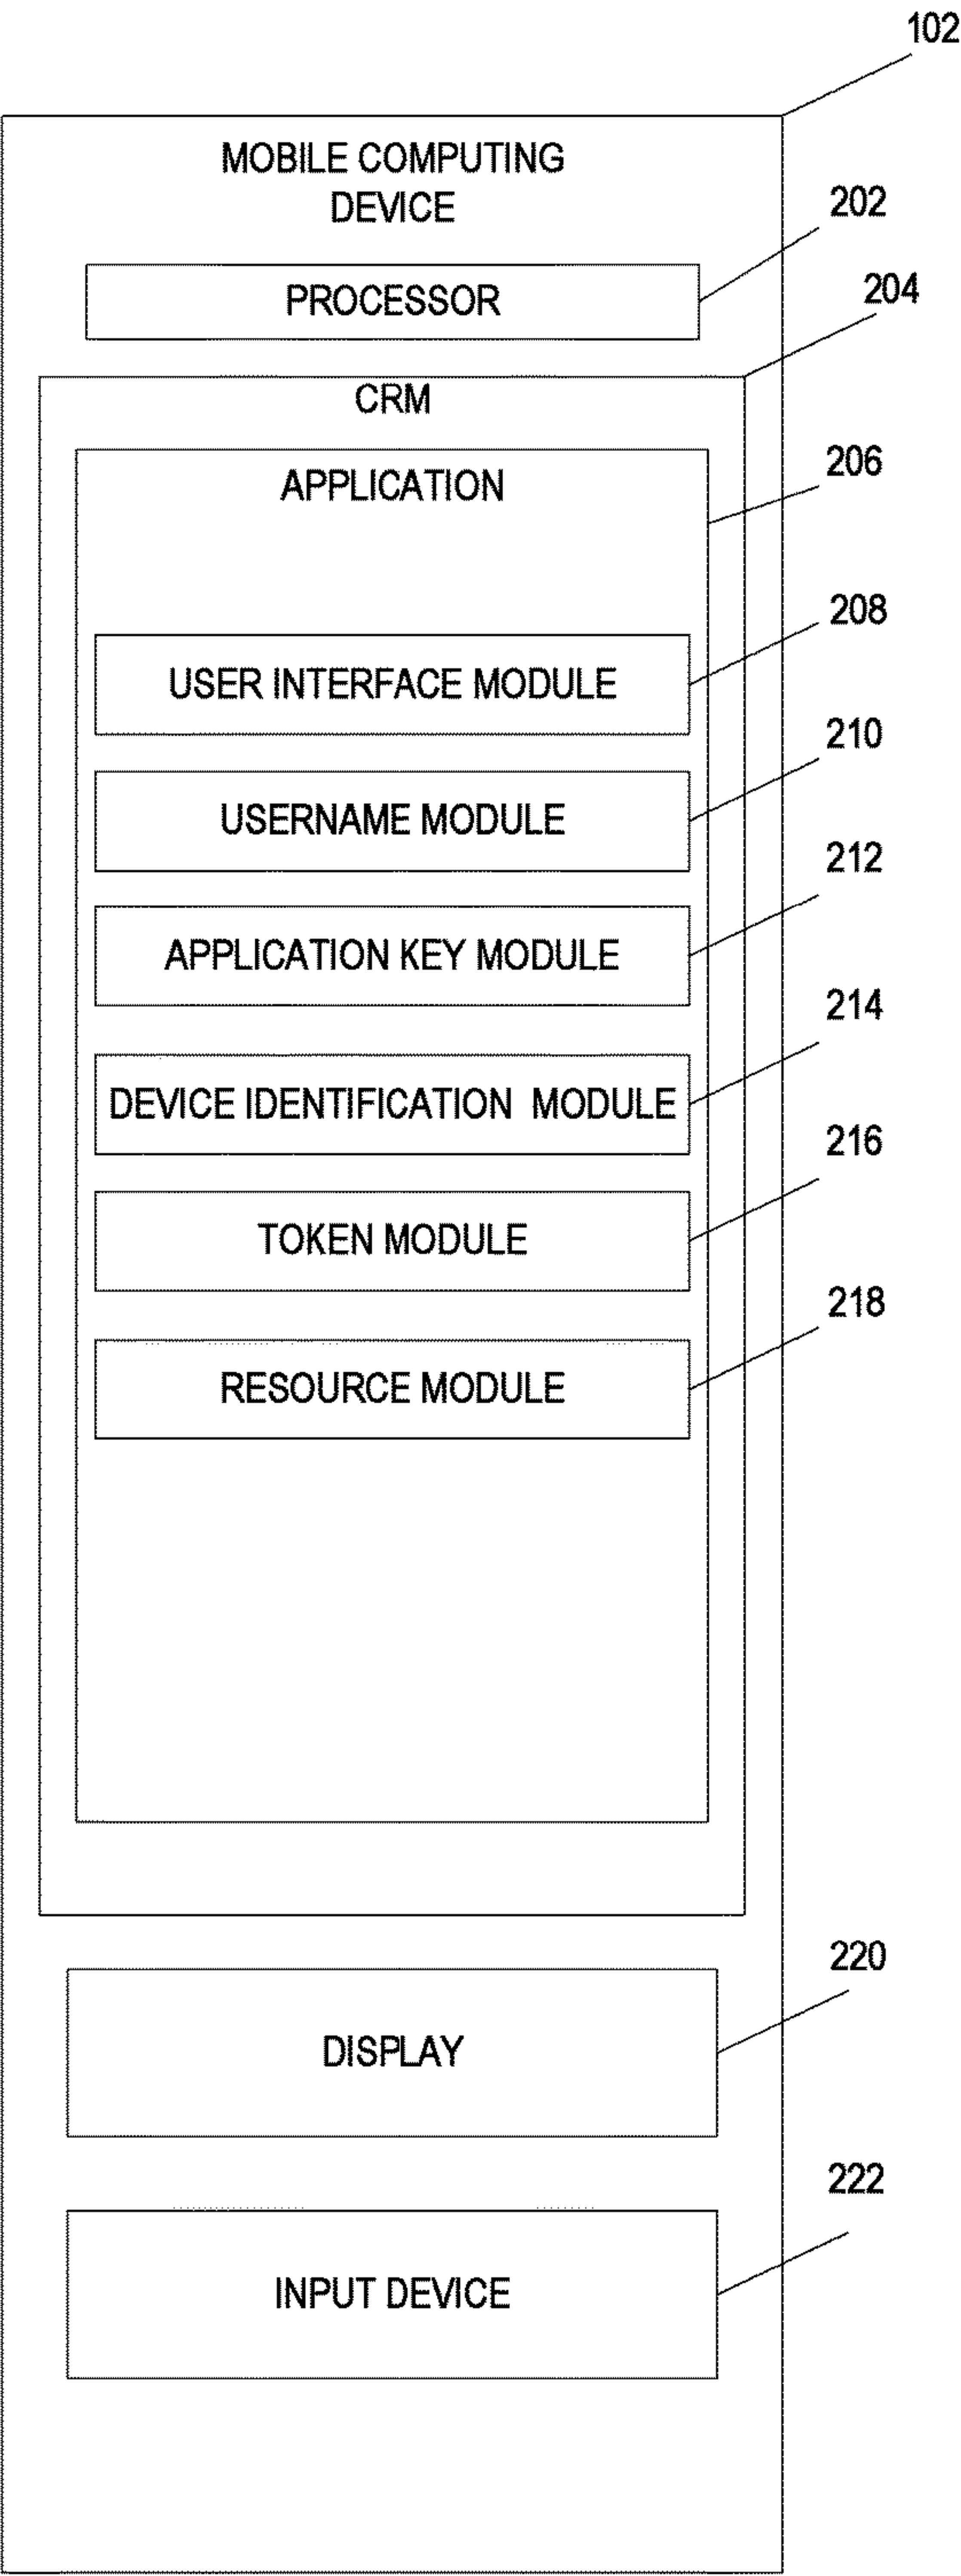 102
MOBILE COMPUTING
DEVICE
202
PROCESSOR
204
CRM
206
APPLICATION
208
USER INTERFACE MODULE
210
USERNAME MODULE
212
APPLICATION KEY MODULE
214
DEVICE IDENTIFICATION MODULE
216
TOKEN MODULE
218
RESOURCE MODULE
220
DISPLAY
222
INPUT DEVICE